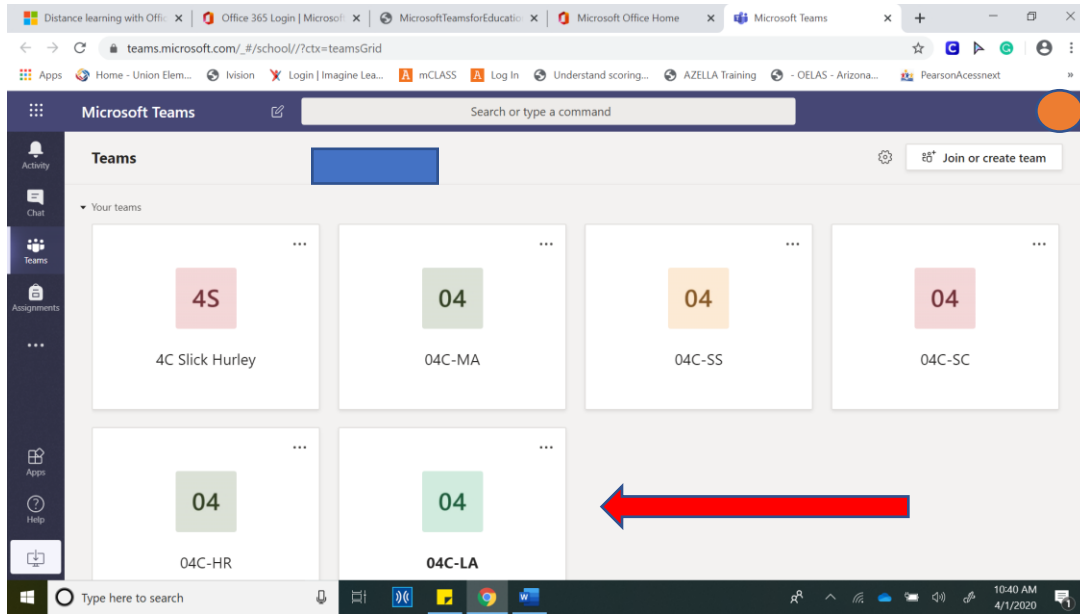 Distance learning with Offic
Office 365 Login | Microsoft
MicrosoftTeamsforEducatio
Microsoft Office Home
Microsoft Teams
teams.microsoft.com/_#/school//?ctx=teamsGrid
Apps Home - Union Elem... Ivision Login | Imagine Lea... mCLASS Log In Understand scoring... AZELLA Training - OELAS - Arizona... PearsonAcessnext »
Microsoft Teams
Search or type a command
Activity
Chat
Teams
Assignments
Apps
Help
Teams
Join or create team
Your teams
4S
4C Slick Hurley
04
04C-MA
04
04C-SS
04
04C-SC
04
04C-HR
04
04C-LA
Type here to search
10:40 AM
4/1/2020
1